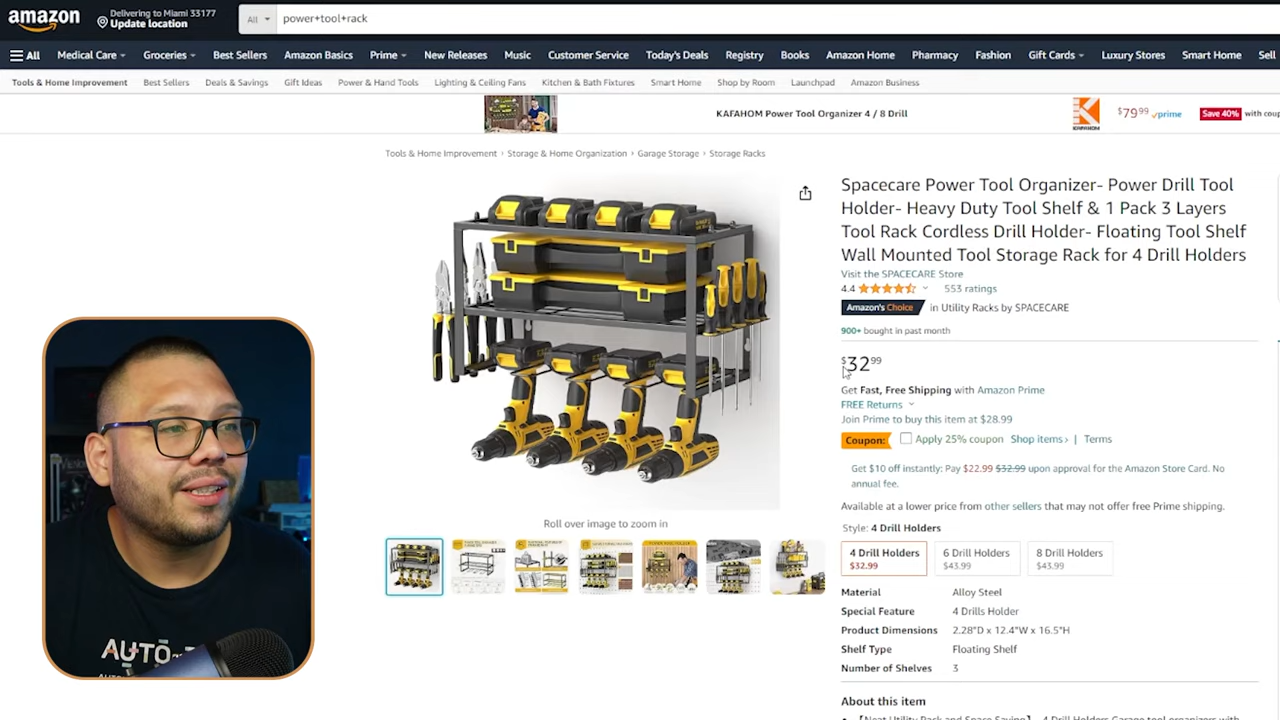 amazon
Delivering to Miami 33177
Update location
All
power+tool+rack
All
Medical Care
Groceries
Best Sellers
Amazon Basics
Prime
New Releases
Music
Customer Service
Today's Deals
Registry
Books
Amazon Home
Pharmacy
Fashion
Gift Cards
Luxury Stores
Smart Home
Sell
Tools & Home Improvement
Best Sellers
Deals & Savings
Gift Ideas
Power & Hand Tools
Lighting & Ceiling Fans
Kitchen & Bath Fixtures
Smart Home
Shop by Room
Launchpad
Amazon Business
KAFAHOM Power Tool Organizer 4 / 8 Drill
$79.99 prime
Save 40% with coup
Tools & Home Improvement › Storage & Home Organization › Garage Storage › Storage Racks
Spacecare Power Tool Organizer- Power Drill Tool
Holder- Heavy Duty Tool Shelf & 1 Pack 3 Layers
Tool Rack Cordless Drill Holder- Floating Tool Shelf
Wall Mounted Tool Storage Rack for 4 Drill Holders
Visit the SPACECARE Store
4.4 553 ratings
Amazon's Choice in Utility Racks by SPACECARE
900+ bought in past month
$32.99
Get Fast, Free Shipping with Amazon Prime
FREE Returns
Join Prime to buy this item at $28.99
Coupon: Apply 25% coupon Shop items › | Terms
Get $10 off instantly: Pay $22.99 $32.99 upon approval for the Amazon Store Card. No
annual fee.
Available at a lower price from other sellers that may not offer free Prime shipping.
Style: 4 Drill Holders
4 Drill Holders
$32.99
6 Drill Holders
$43.99
8 Drill Holders
$43.99
Material Alloy Steel
Special Feature 4 Drills Holder
Product Dimensions 2.28"D x 12.4"W x 16.5"H
Shelf Type Floating Shelf
Number of Shelves 3
About this item
Roll over image to zoom in
AUTO